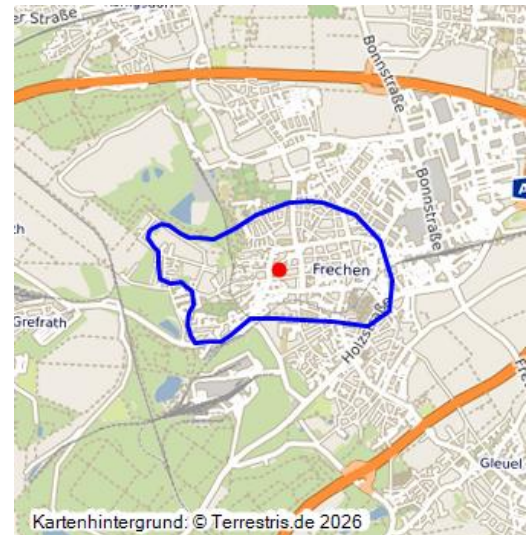 er Straße
Bonnstraße
A
Bonnstraße
Frechen
Grefrath
Holzstraße
Gleuel
Kartenhintergrund: © Terrestris.de 2026